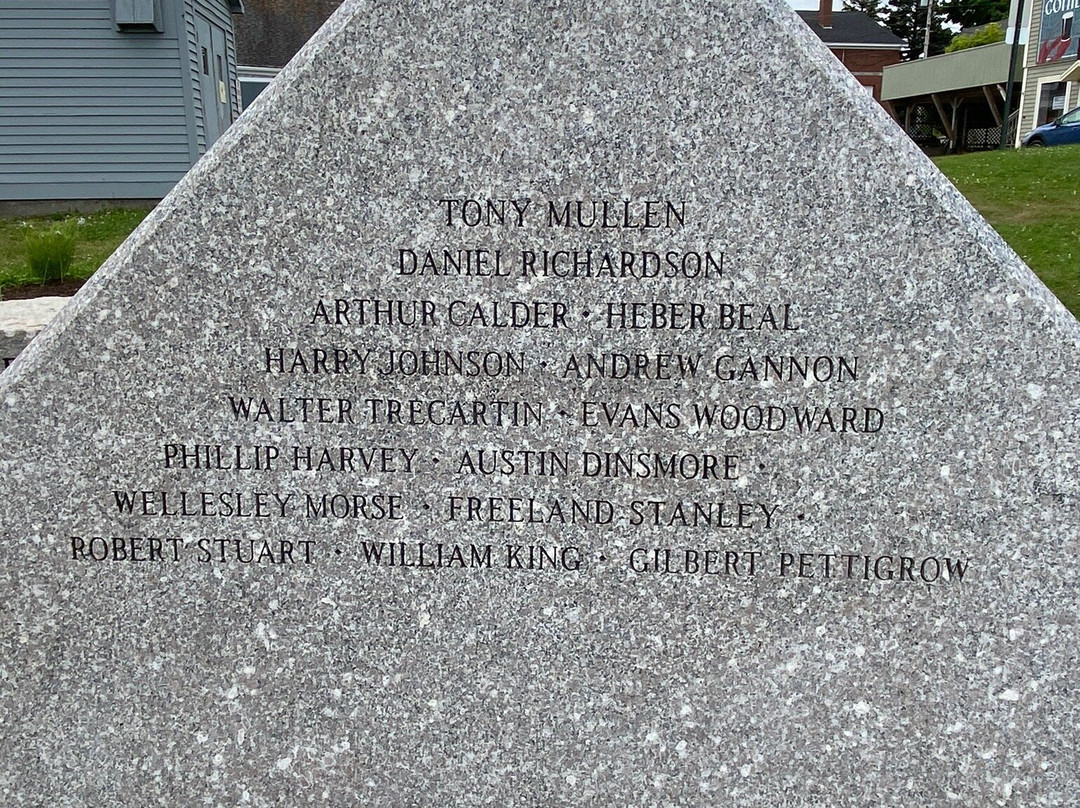 TONY MULLEN
DANIEL RICHARDSON
ARTHUR CALDER · HEBER BEAL
HARRY JOHNSON · ANDREW GANNON
WALTER TRECARTIN · EVANS WOODWARD
PHILLIP HARVEY · AUSTIN DINSMORE ·
WELLESLEY MORSE · FREELAND STANLEY ·
ROBERT STUART · WILLIAM KING · GILBERT PETTIGROW